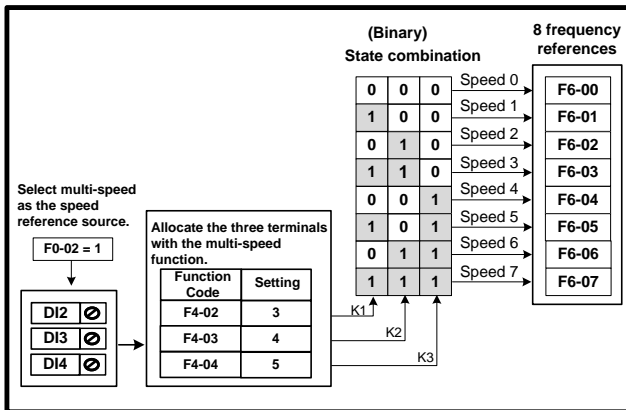 (Binary)
State combination
8 frequency
references
0 0 0 Speed 0 F6-00
1 0 0 Speed 1 F6-01
0 1 0 Speed 2 F6-02
1 1 0 Speed 3 F6-03
0 0 1 Speed 4 F6-04
1 0 1 Speed 5 F6-05
0 1 1 Speed 6 F6-06
1 1 1 Speed 7 F6-07
Select multi-speed
as the speed
reference source.
F0-02 = 1
DI2
DI3
DI4
Allocate the three terminals
with the multi-speed
function.
Function
Code
Setting
F4-02 3
F4-03 4
F4-04 5
K1
K2
K3